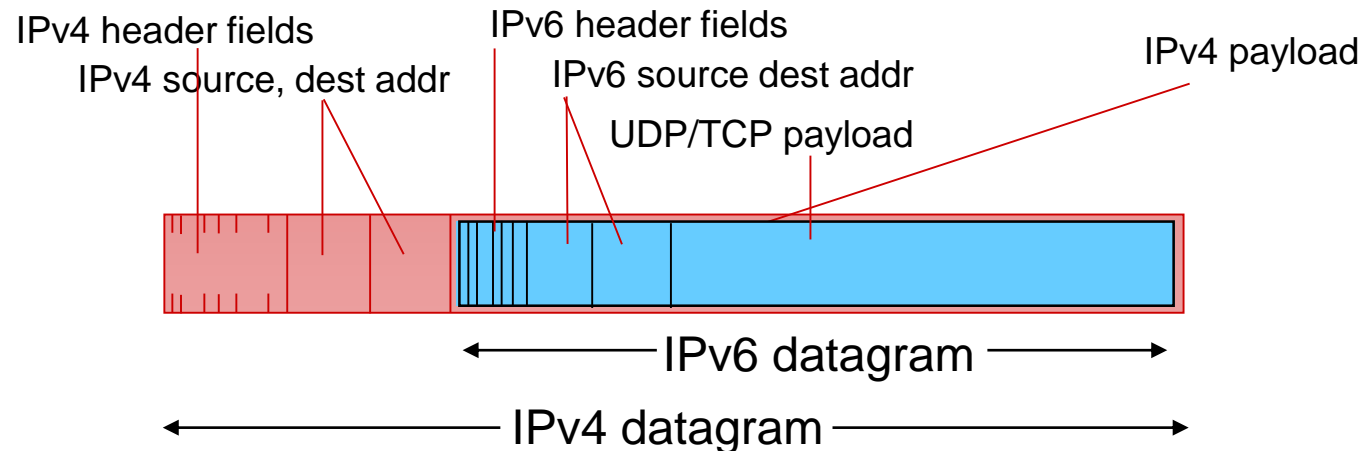 IPv4 header fields
IPv6 header fields
IPv4 payload
IPv4 source, dest addr
IPv6 source dest addr
UDP/TCP payload
IPv6 datagram
IPv4 datagram